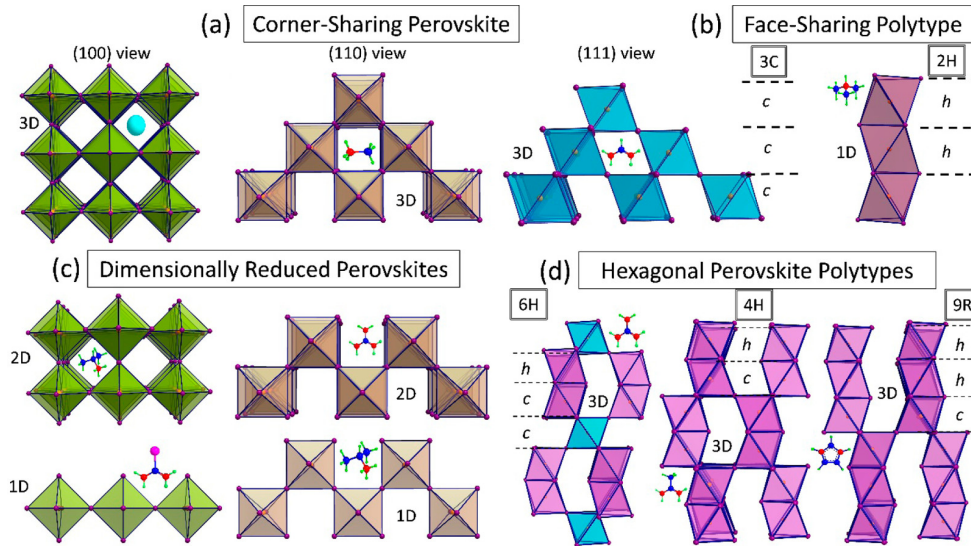 (a) Corner-Sharing Perovskite
(b) Face-Sharing Polytype
(100) view
(110) view
(111) view
3C
2H
3D
3D
3D
c
c
c
1D
h
h
(c) Dimensionally Reduced Perovskites
(d) Hexagonal Perovskite Polytypes
6H
4H
9R
2D
2D
1D
1D
h
c
c
3D
h
c
3D
h
h
c
3D